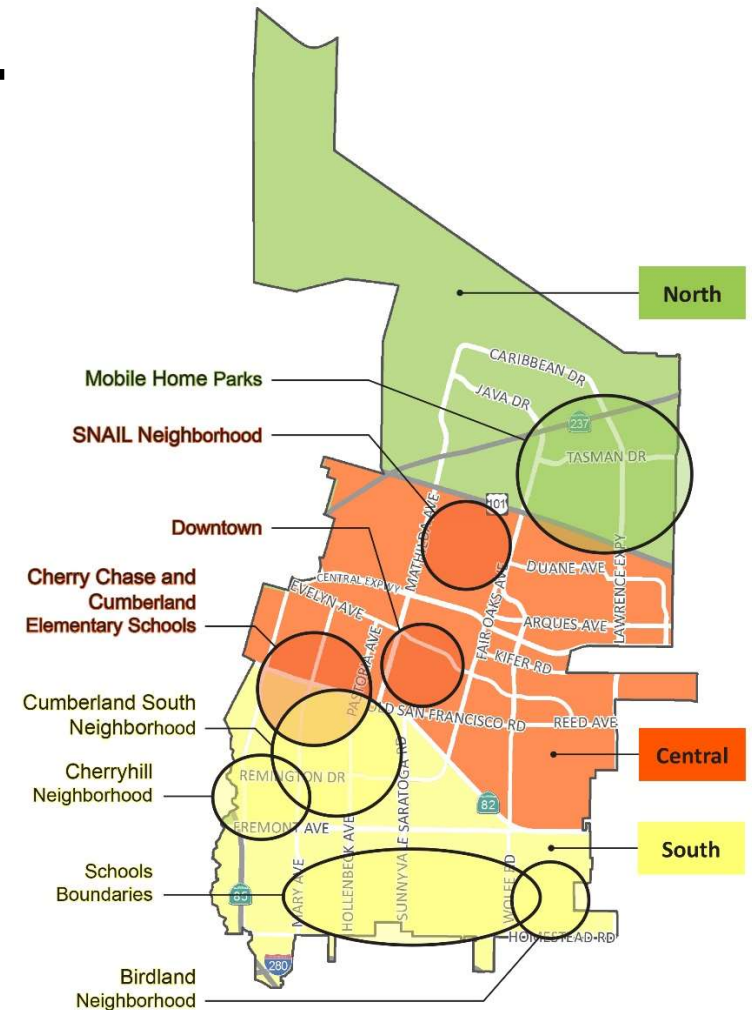 North
CARIBBEAN DR
Mobile Home Parks
JAVA DR
237
SNAIL Neighborhood
TASMAN DR
101
MATHILDA AVE
Downtown
DUANE AVE
LAWRENCE EXPY
Cherry Chase and
Cumberland
Elementary Schools
CENTRAL EXPWY
EVELYN AVE
FAIR OAKS AVE
ARQUES AVE
PASTORIA AVE
KIFER RD
Cumberland South
Neighborhood
OLD SAN FRANCISCO RD
REED AVE
Central
Cherryhill
Neighborhood
REMINGTON DR
SUNNYVALE SARATOGA RD
82
FREMONT AVE
South
Schools
Boundaries
85
MARY AVE
HOLLENBECK AVE
WOLFE RD
HOMESTEAD RD
280
Birdland
Neighborhood